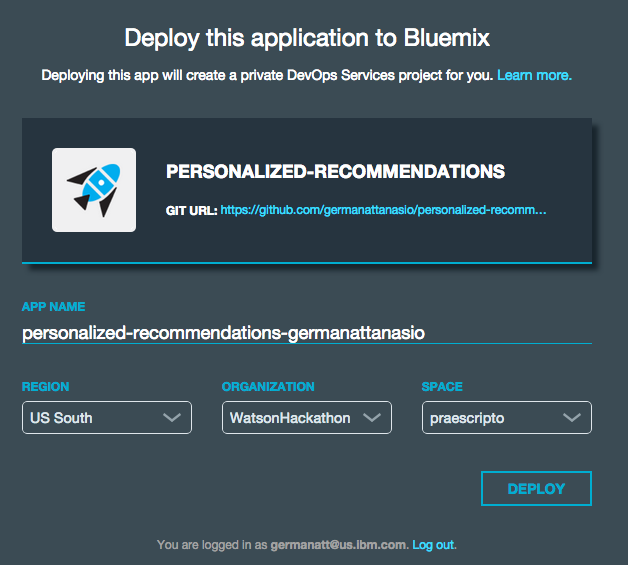 Deploy this application to Bluemix
Deploying this app will create a private DevOps Services project for you. Learn more.
PERSONALIZED-RECOMMENDATIONS
GIT URL: https://github.com/germanattanasio/personalized-recomm...
APP NAME
personalized-recommendations-germanattanasio
REGION
ORGANIZATION
SPACE
US South
WatsonHackathon
praescripto
DEPLOY
You are logged in as germanatt@us.ibm.com. Log out.